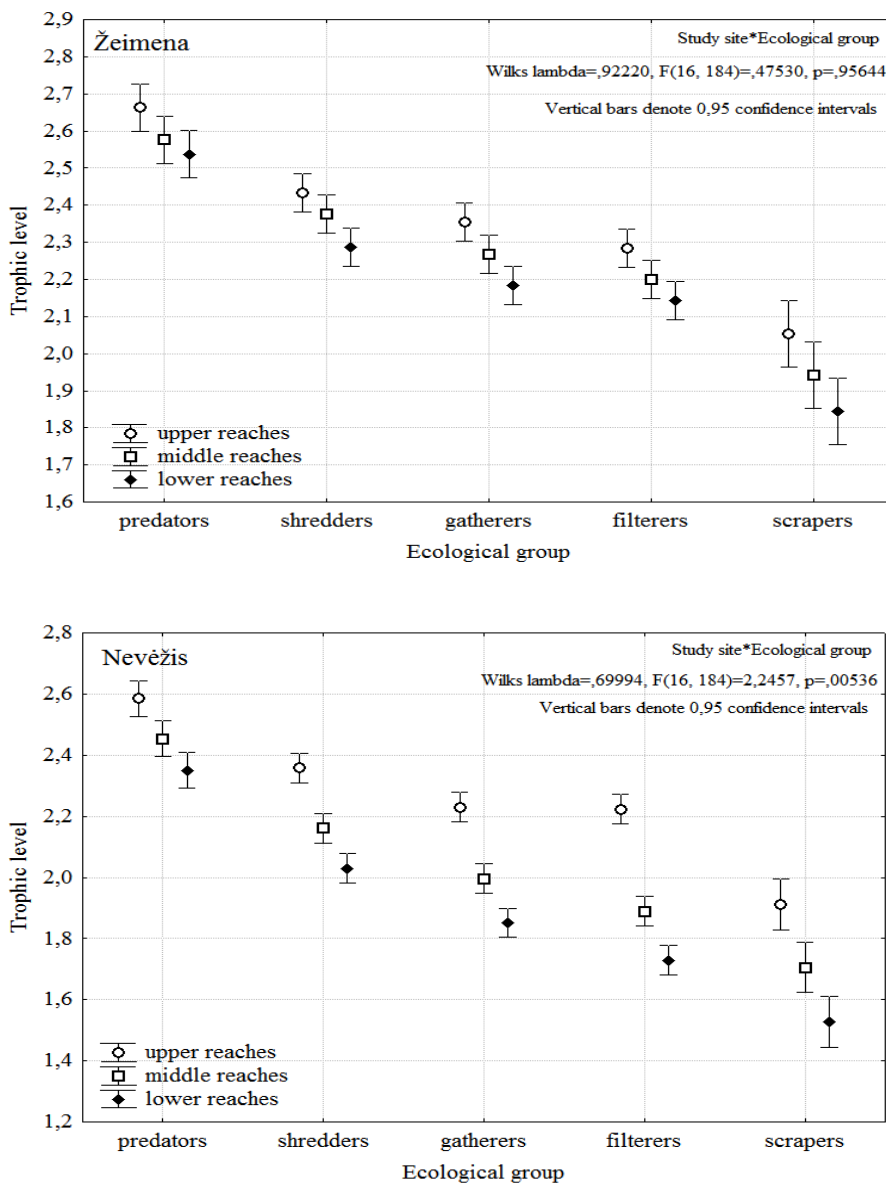 Žeimena
Study site*Ecological group
Wilks lambda=,92220, F(16, 184)=,47530, p=,95644
Vertical bars denote 0,95 confidence intervals
2,9
2,8
2,7
2,6
2,5
2,4
2,3
2,2
2,1
2,0
1,9
1,8
1,7
1,6
Trophic level
upper reaches
middle reaches
lower reaches
predators shredders gatherers filterers scrapers
Ecological group
Nevėžis
Study site*Ecological group
Wilks lambda=,69994, F(16, 184)=2,2457, p=,00536
Vertical bars denote 0,95 confidence intervals
2,8
2,6
2,4
2,2
2,0
1,8
1,6
1,4
1,2
Trophic level
upper reaches
middle reaches
lower reaches
predators shredders gatherers filterers scrapers
Ecological group